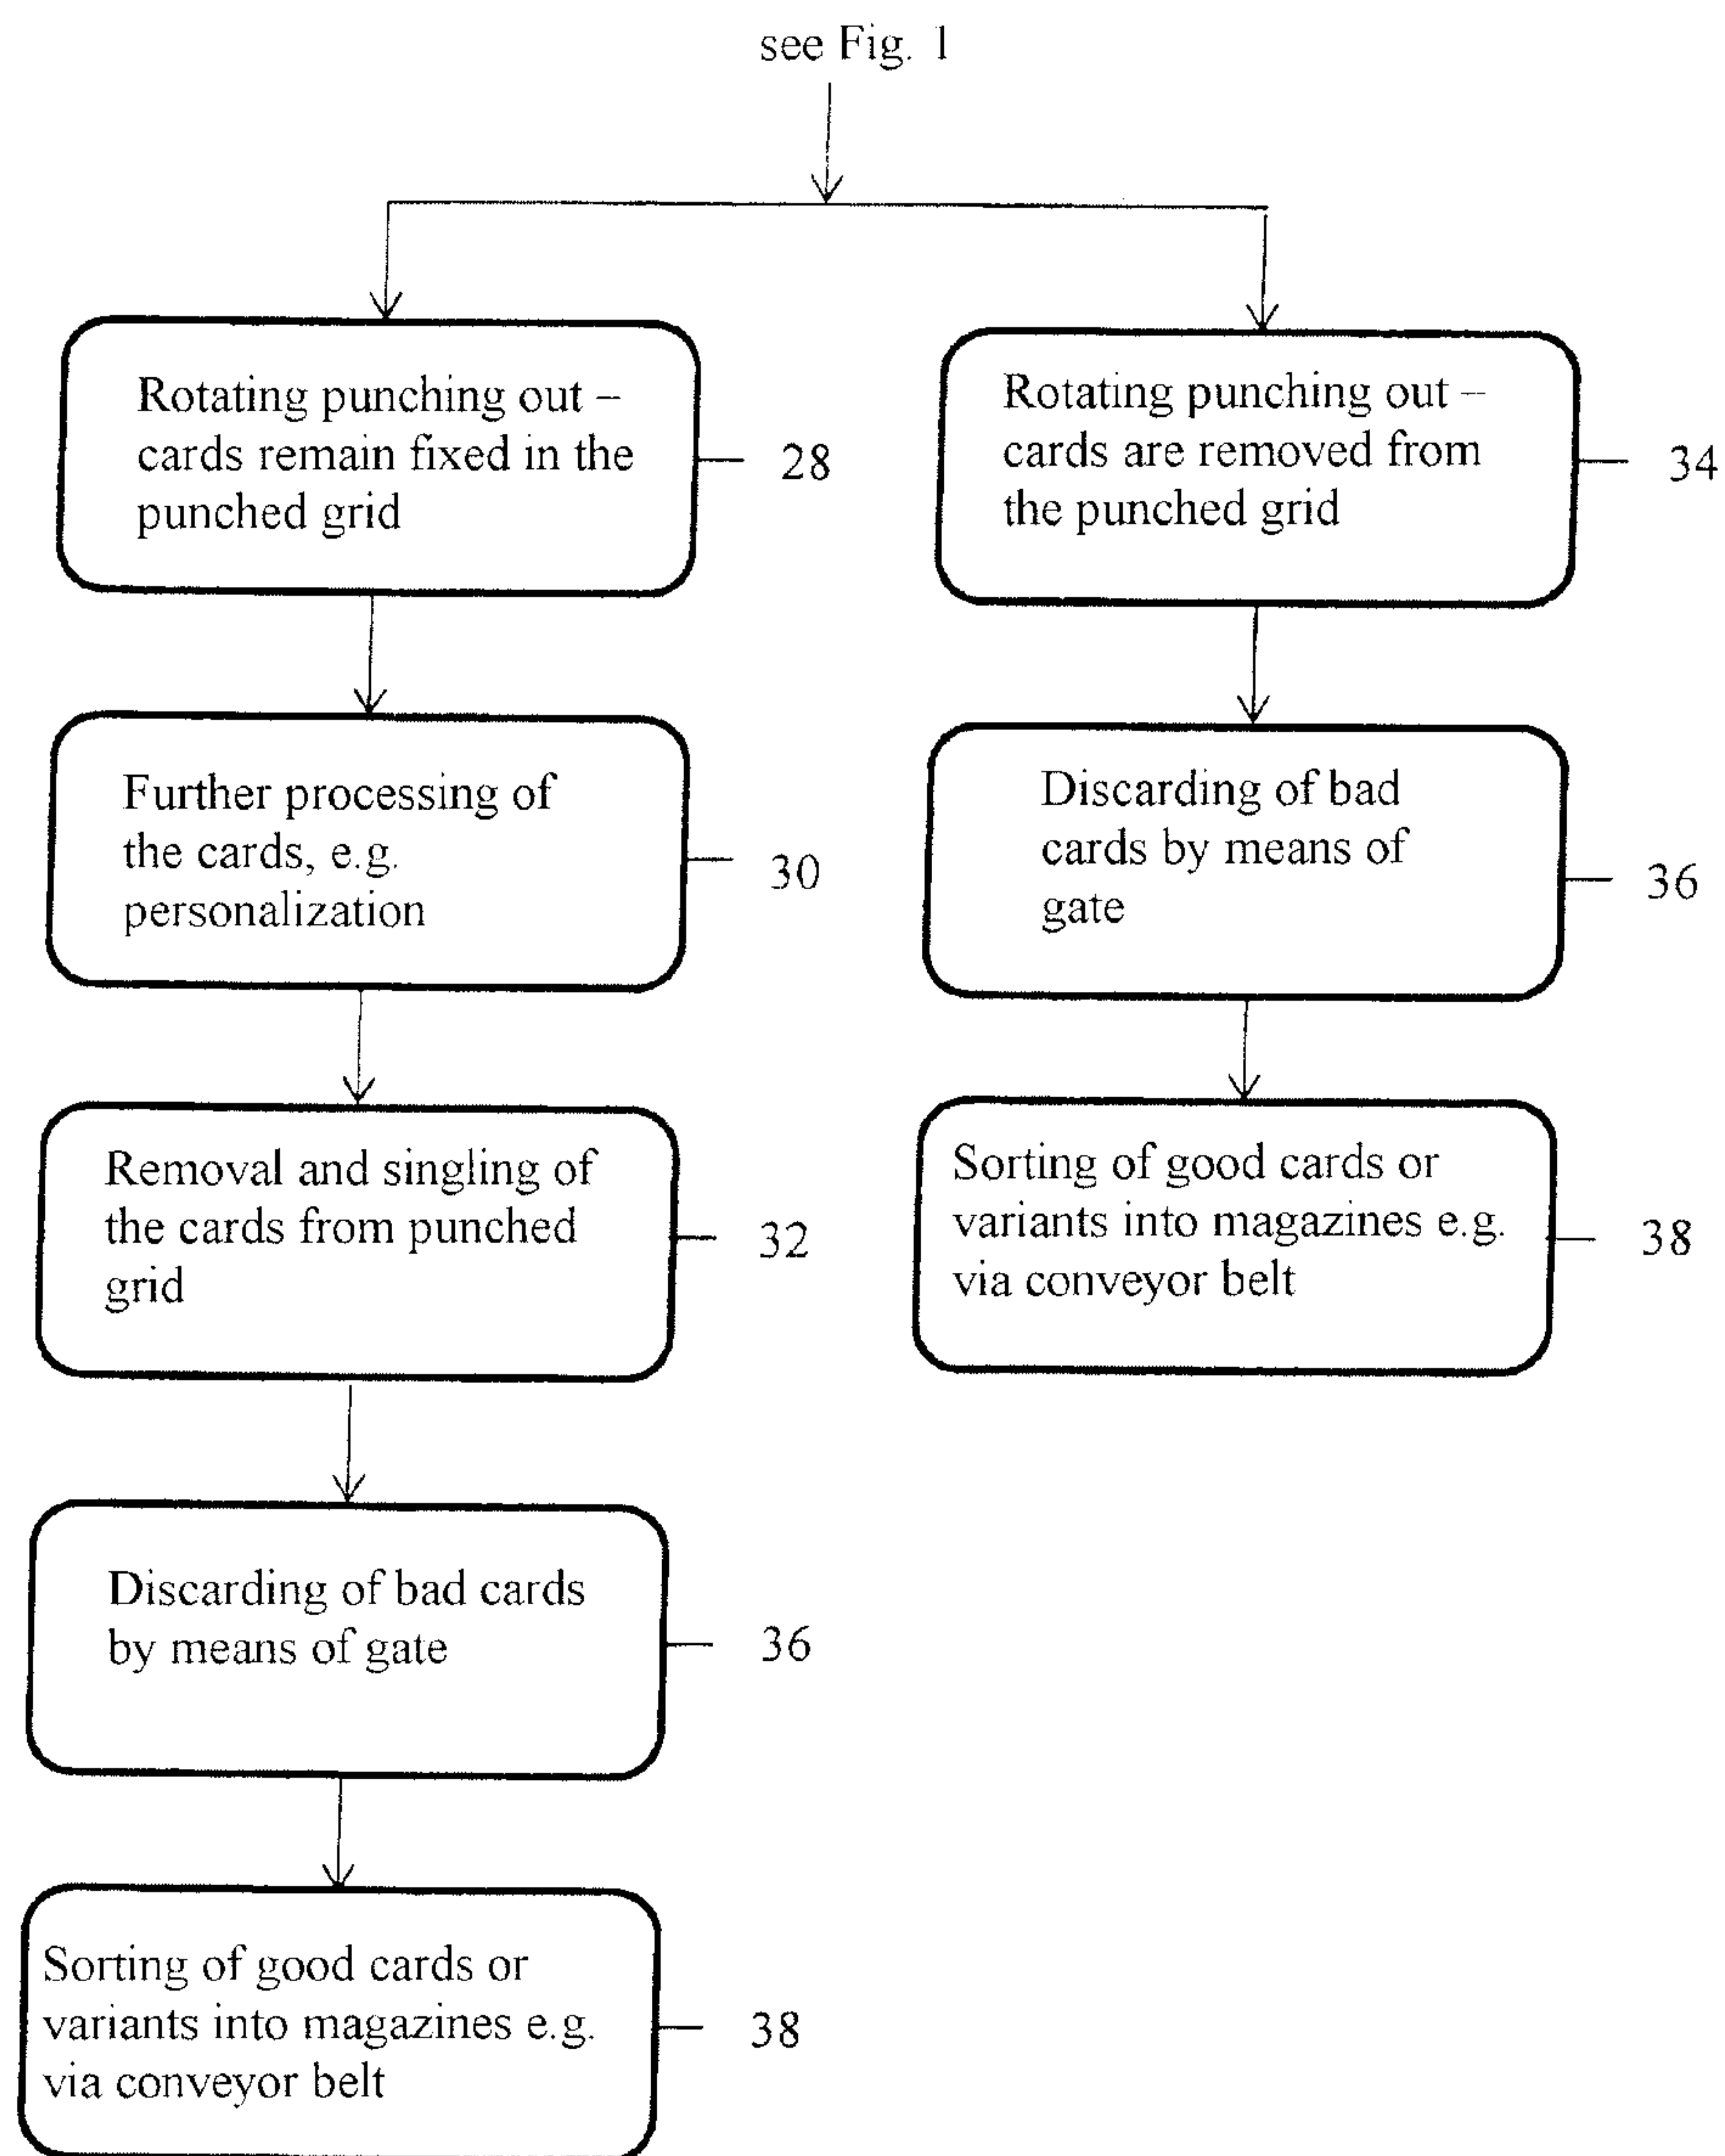 see Fig. 1
Rotating punching out –
cards remain fixed in the
punched grid
28
Rotating punching out –
cards are removed from
the punched grid
34
Further processing of
the cards, e.g.
personalization
30
Discarding of bad
cards by means of
gate
36
Removal and singling of
the cards from punched
grid
32
Sorting of good cards or
variants into magazines e.g.
via conveyor belt
38
Discarding of bad cards
by means of gate
36
Sorting of good cards or
variants into magazines e.g.
via conveyor belt
38